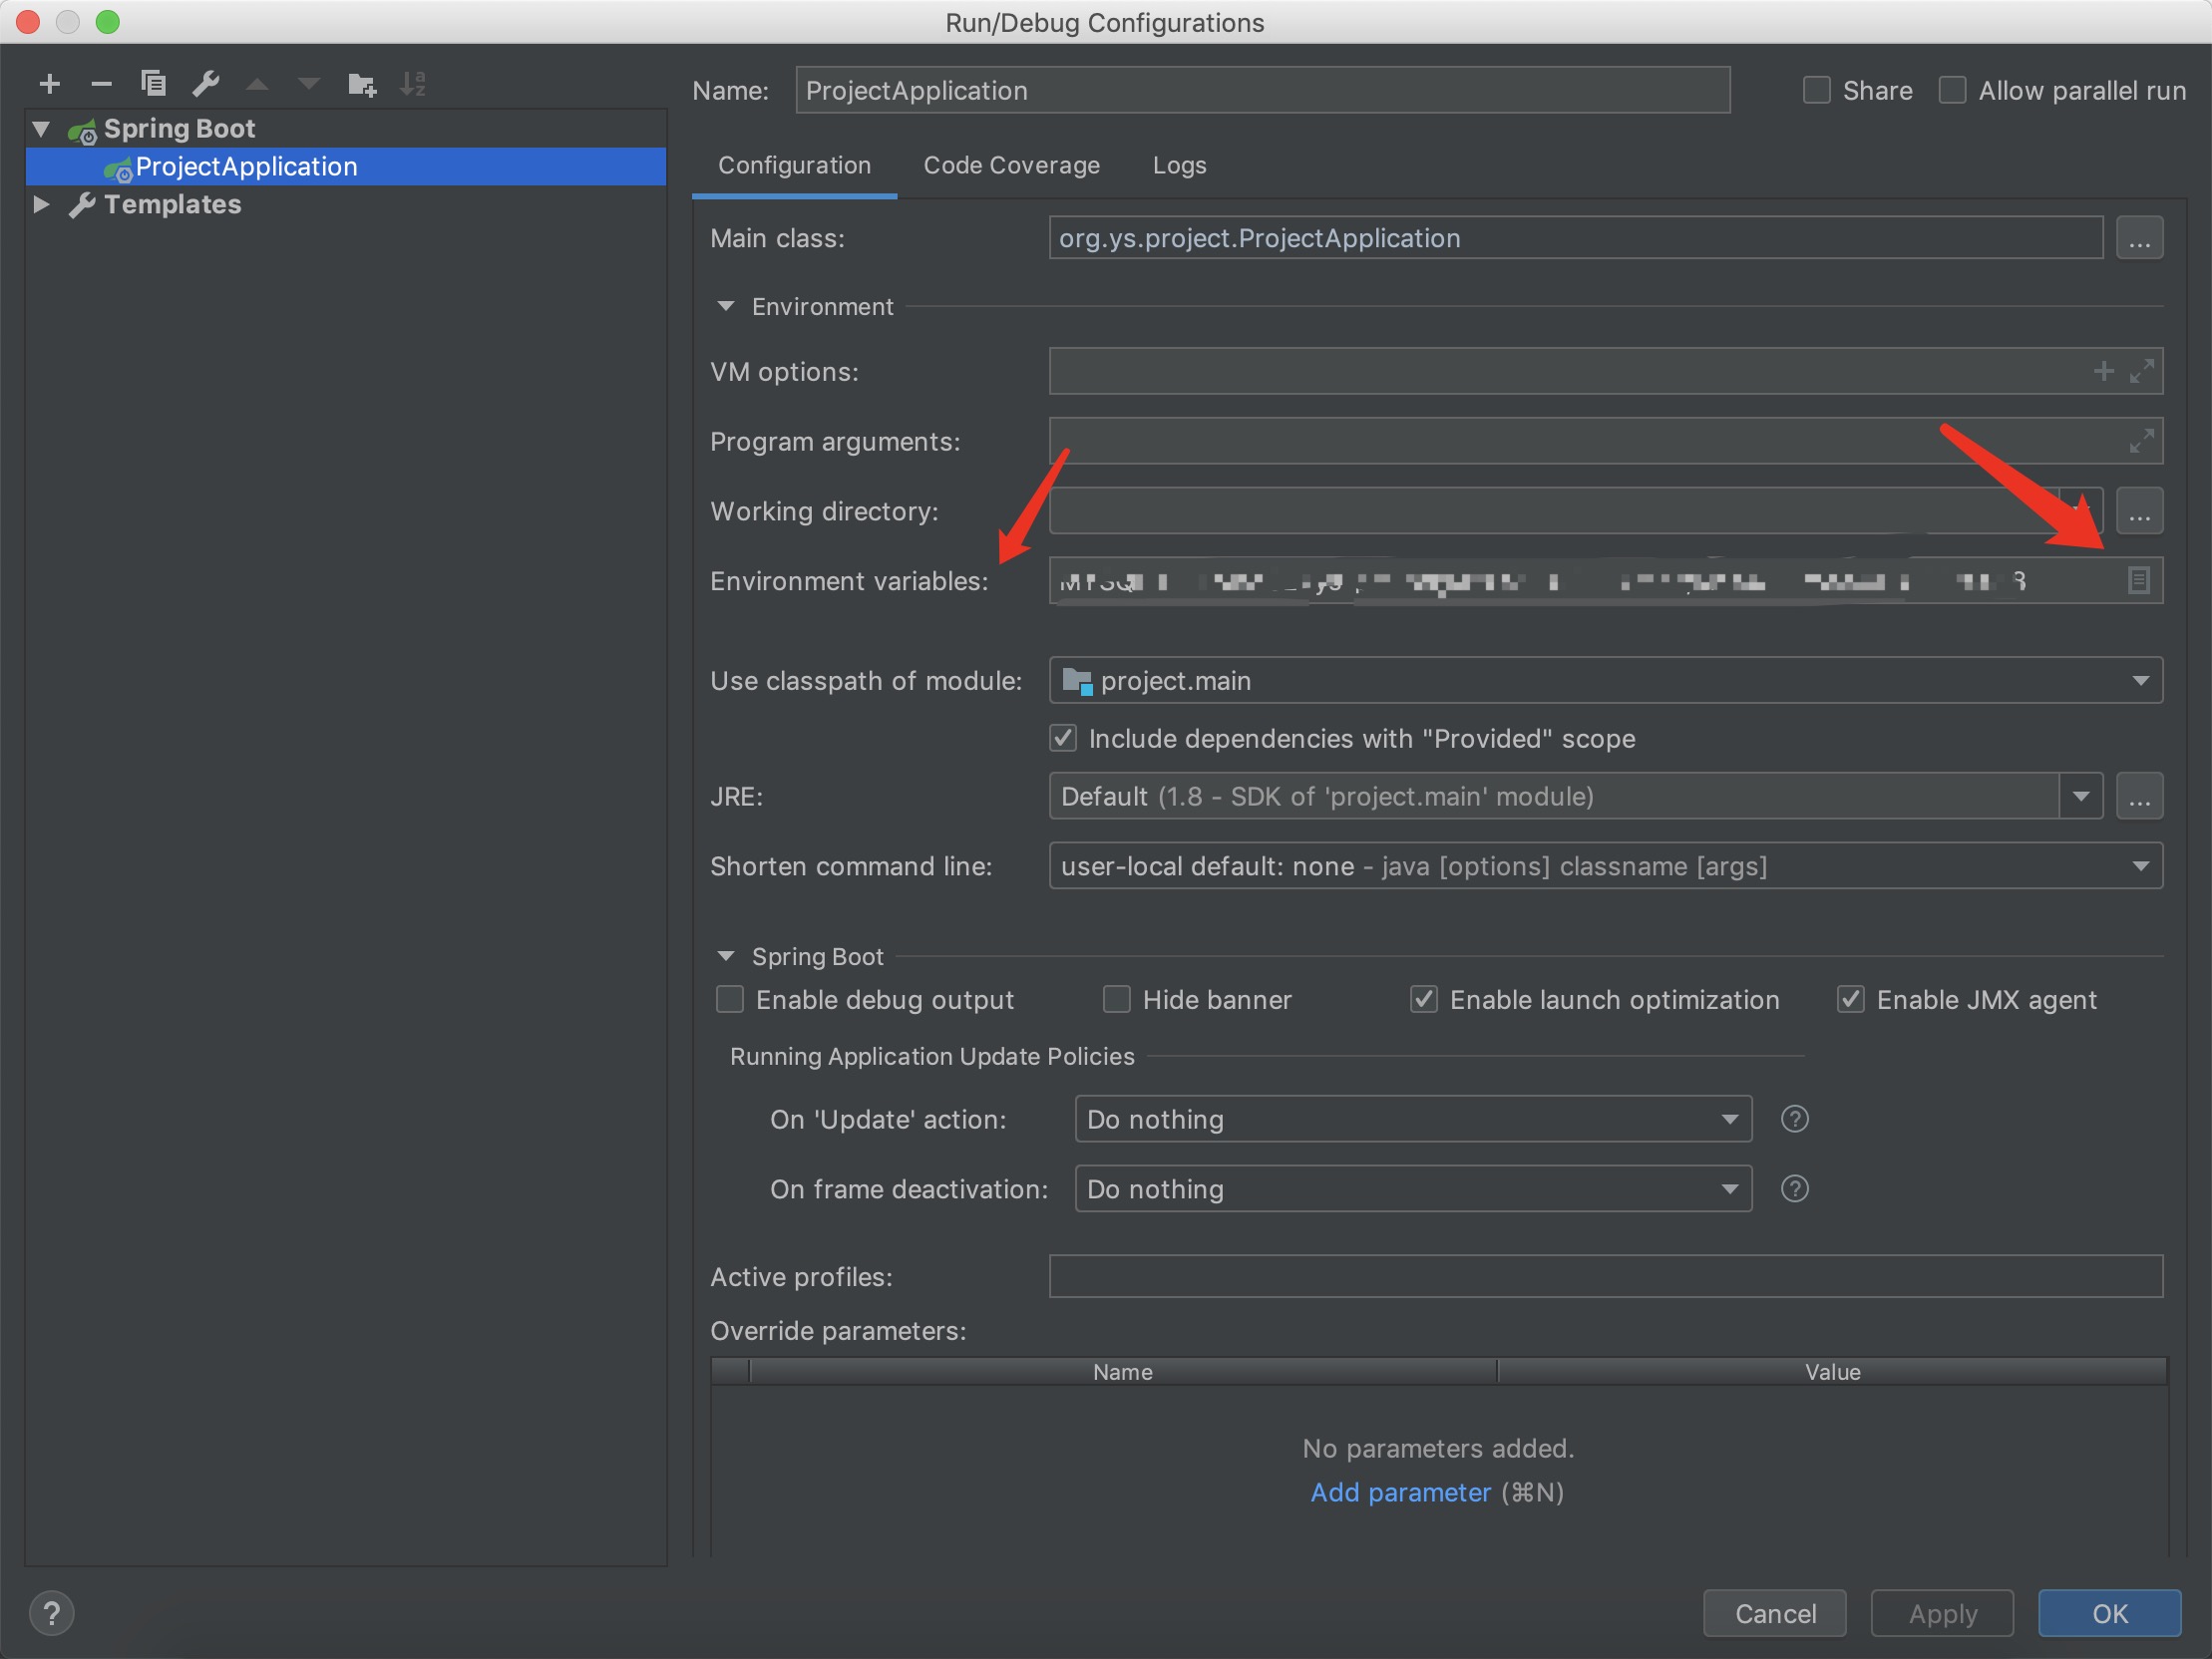 Run/Debug Configurations
Name: ProjectApplication Share Allow parallel run
Spring Boot
ProjectApplication
Templates
Configuration Code Coverage Logs
Main class: org.ys.project.ProjectApplication ...
Environment
VM options:
Program arguments:
Working directory: ...
Environment variables:
Use classpath of module: project.main
Include dependencies with "Provided" scope
JRE: Default (1.8 - SDK of 'project.main' module) ...
Shorten command line: user-local default: none - java [options] classname [args]
Spring Boot
Enable debug output Hide banner Enable launch optimization Enable JMX agent
Running Application Update Policies
On 'Update' action: Do nothing ?
On frame deactivation: Do nothing ?
Active profiles:
Override parameters:
Name Value
No parameters added.
Add parameter (⌘N)
? Cancel Apply OK